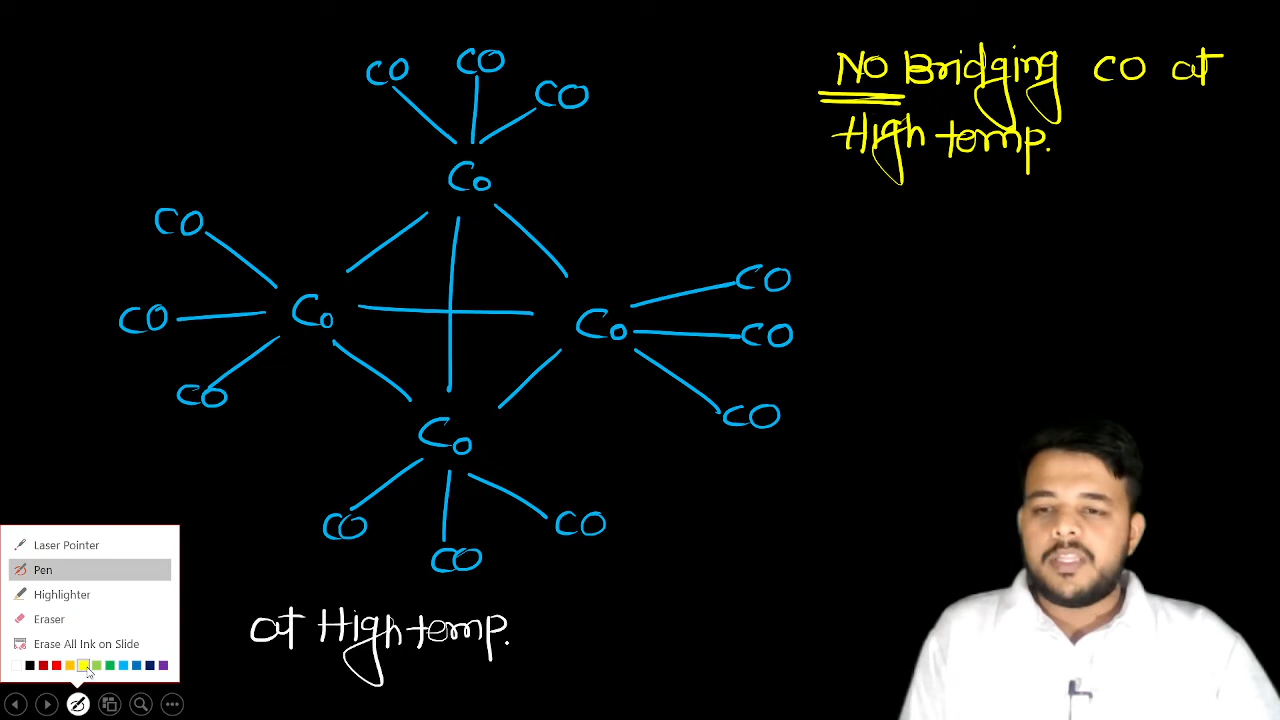 NO Bridging CO at
High temp.
CO CO CO
Co
CO
CO
CO
Co
Co
CO
CO
CO
Co
CO CO CO
at High temp.
Laser Pointer
Pen
Highlighter
Eraser
Erase All Ink on Slide